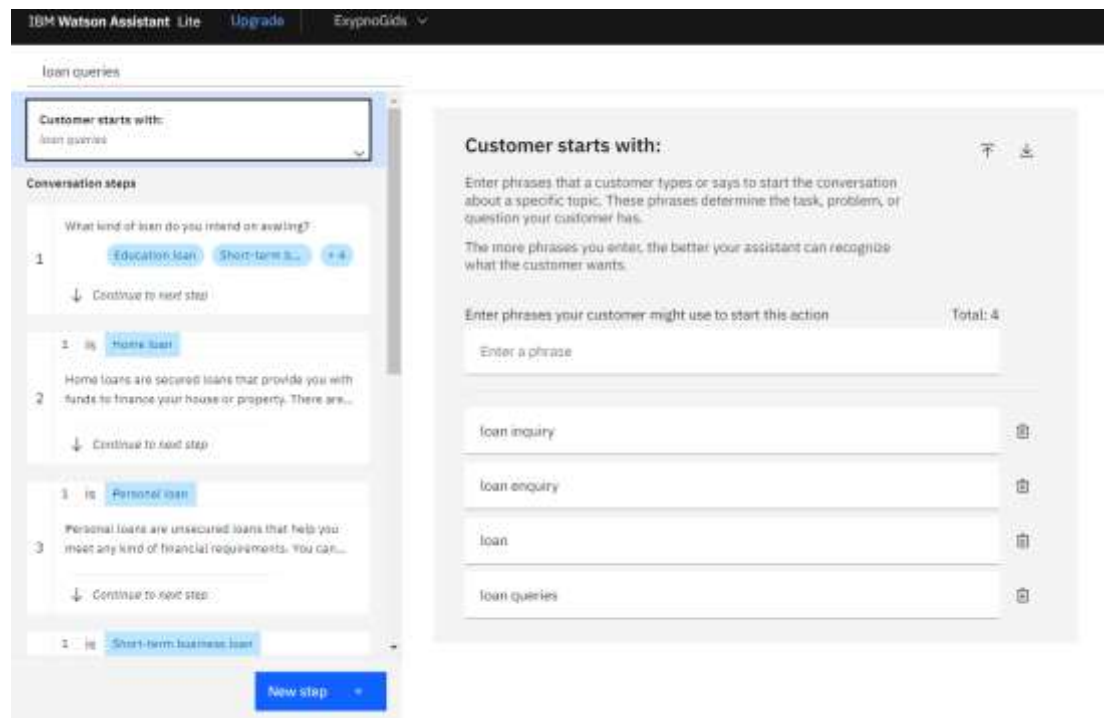 IBM Watson Assistant Lite Upgrade ExypnoGids
loan queries
Customer starts with:
loan queries
Conversation steps
What kind of loan do you intend on availing?
1
Education loan Short-term b... + 4
Continue to next step
1 is Home loan
Home loans are secured loans that provide you with
2 funds to finance your house or property. There are...
Continue to next step
1 is Personal loan
Personal loans are unsecured loans that help you
3 meet any kind of financial requirements. You can...
Continue to next step
1 is Short-term business loan
New step +
Customer starts with:
Enter phrases that a customer types or says to start the conversation
about a specific topic. These phrases determine the task, problem, or
question your customer has.
The more phrases you enter, the better your assistant can recognize
what the customer wants.
Enter phrases your customer might use to start this action Total: 4
Enter a phrase
loan inquiry
loan enquiry
loan
loan queries